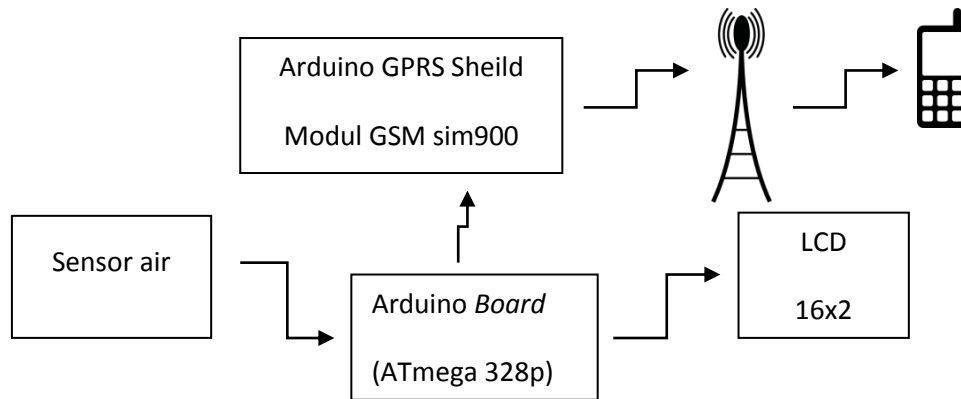 Arduino GPRS Sheild
Modul GSM sim900
Sensor air
Arduino Board
(ATmega 328p)
LCD
16x2